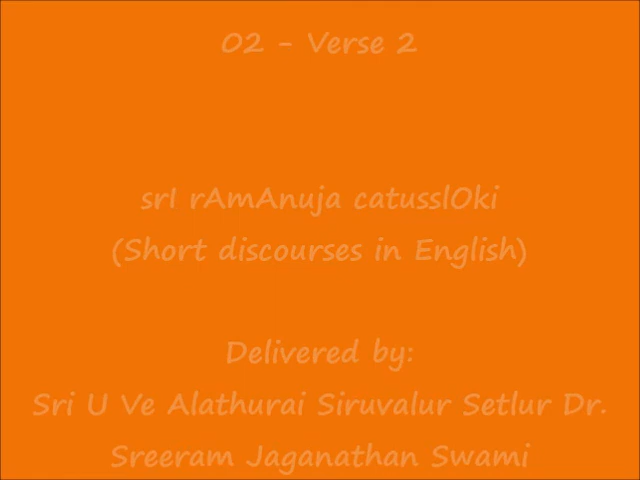 02 - Verse 2
srI rAmAnuja catusslOki
(Short discourses in English)
Delivered by:
Sri U Ve Alathurai Siruvalur Setlur Dr.
Sreeram Jaganathan Swami